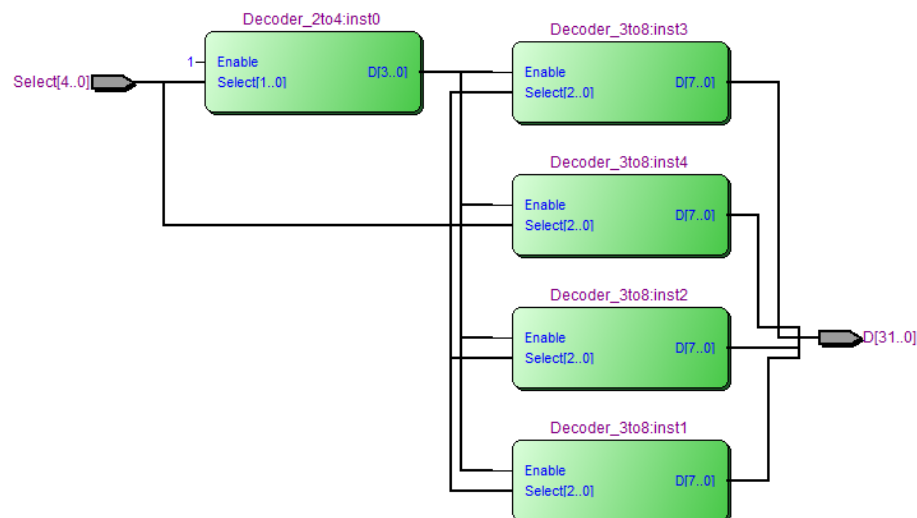 Decoder_2to4:inst0
1
Enable
Select[1..0]
D[3..0]
Select[4..0]
Decoder_3to8:inst3
Enable
Select[2..0]
D[7..0]
Decoder_3to8:inst4
Enable
Select[2..0]
D[7..0]
Decoder_3to8:inst2
Enable
Select[2..0]
D[7..0]
D[31..0]
Decoder_3to8:inst1
Enable
Select[2..0]
D[7..0]